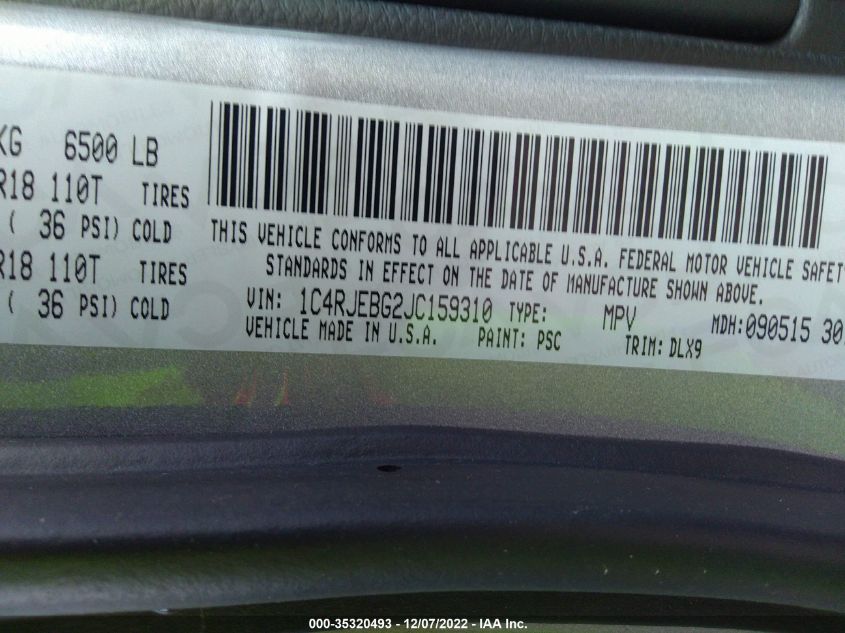 KG 6500 LB
R18 110T TIRES
( 36 PSI) COLD
R18 110T TIRES
( 36 PSI) COLD
THIS VEHICLE CONFORMS TO ALL APPLICABLE U.S.A. FEDERAL MOTOR VEHICLE SAFETY
STANDARDS IN EFFECT ON THE DATE OF MANUFACTURE SHOWN ABOVE.
VIN: 1C4RJEBG2JC159310 TYPE: MPV MDH:090515 30
VEHICLE MADE IN U.S.A. PAINT: PSC TRIM: DLX9
000-35320493 - 12/07/2022 - IAA Inc.